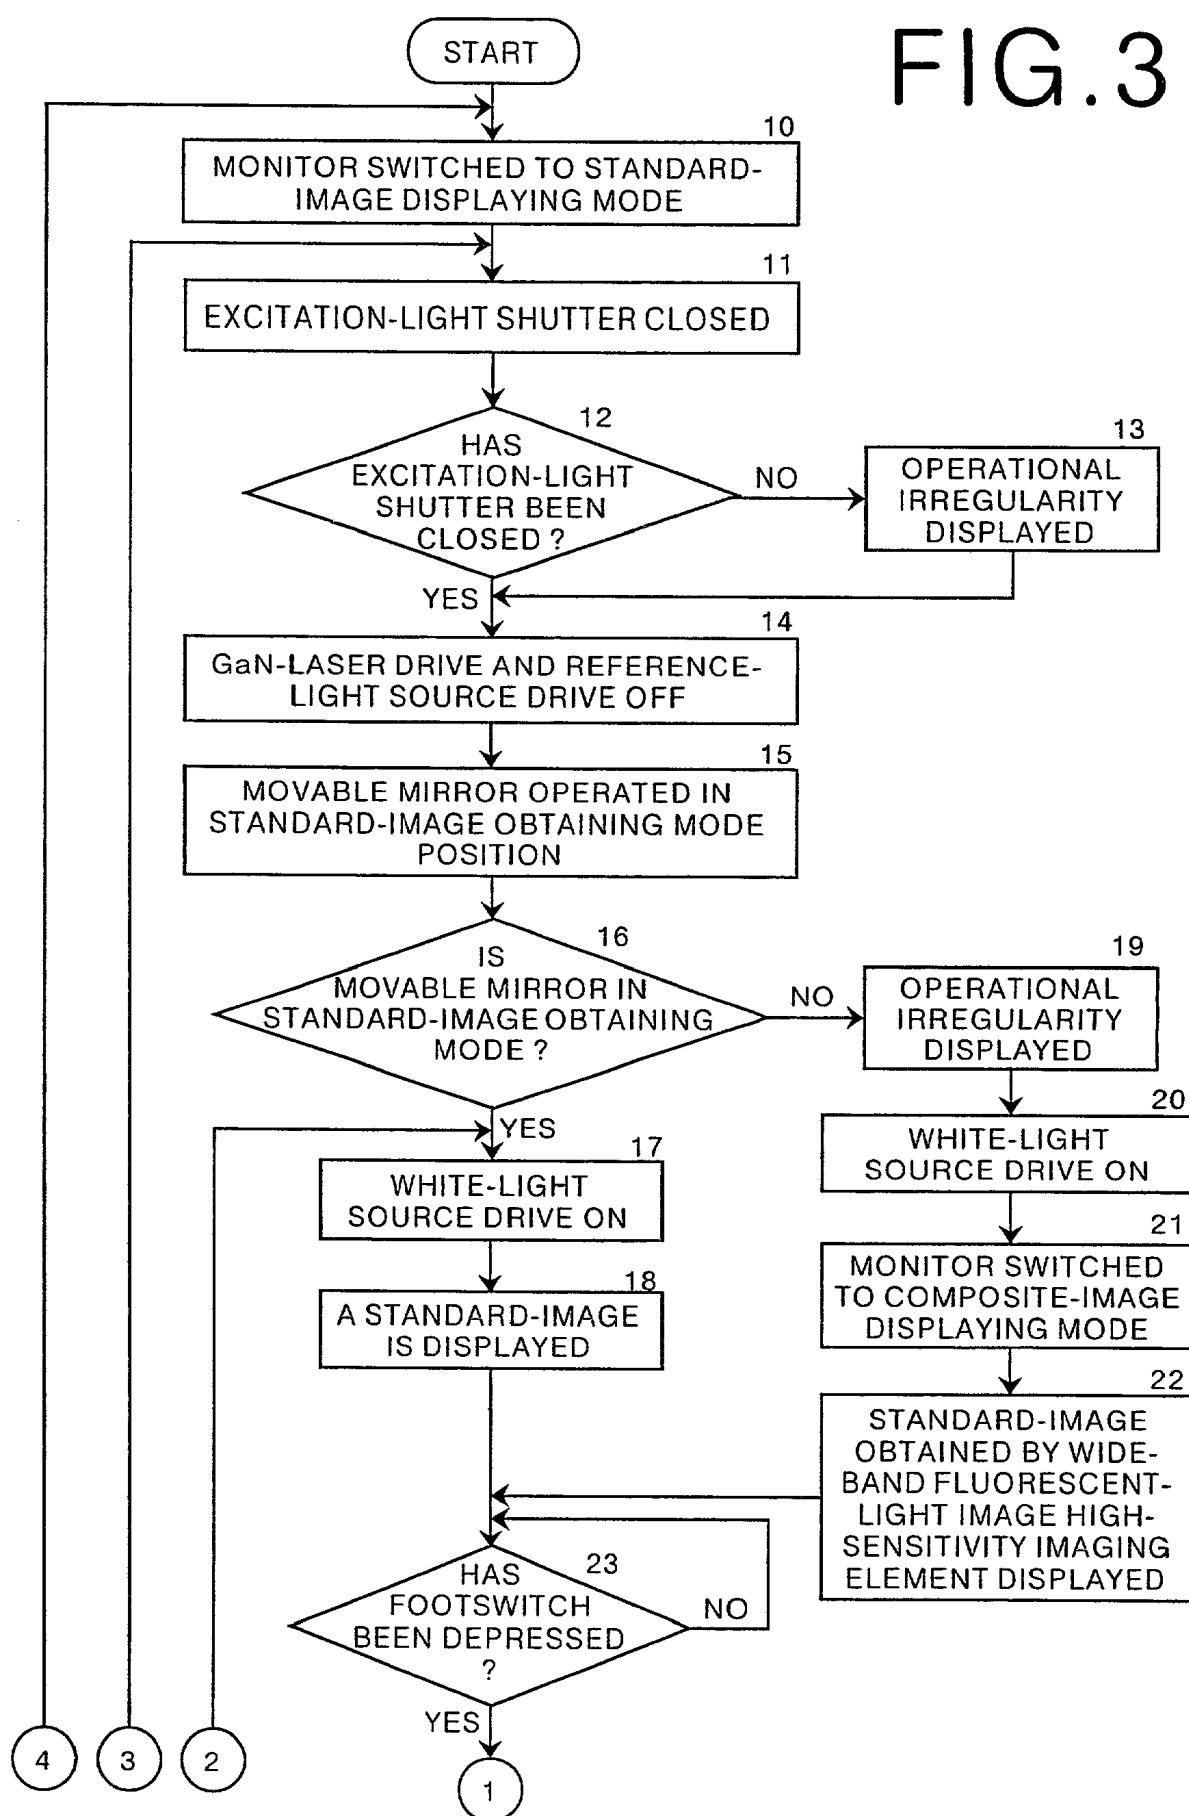 FIG.3
START
10
MONITOR SWITCHED TO STANDARD-
IMAGE DISPLAYING MODE
11
EXCITATION-LIGHT SHUTTER CLOSED
12
HAS
EXCITATION-LIGHT
SHUTTER BEEN
CLOSED ?
NO
13
OPERATIONAL
IRREGULARITY
DISPLAYED
YES
14
GaN-LASER DRIVE AND REFERENCE-
LIGHT SOURCE DRIVE OFF
15
MOVABLE MIRROR OPERATED IN
STANDARD-IMAGE OBTAINING MODE
POSITION
16
IS
MOVABLE MIRROR IN
STANDARD-IMAGE OBTAINING
MODE ?
NO
19
OPERATIONAL
IRREGULARITY
DISPLAYED
YES
17
WHITE-LIGHT
SOURCE DRIVE ON
20
WHITE-LIGHT
SOURCE DRIVE ON
18
A STANDARD-IMAGE
IS DISPLAYED
21
MONITOR SWITCHED
TO COMPOSITE-IMAGE
DISPLAYING MODE
22
STANDARD-IMAGE
OBTAINED BY WIDE-
BAND FLUORESCENT-
LIGHT IMAGE HIGH-
SENSITIVITY IMAGING
ELEMENT DISPLAYED
23
HAS
FOOTSWITCH
BEEN DEPRESSED
?
NO
YES
4
3
2
1